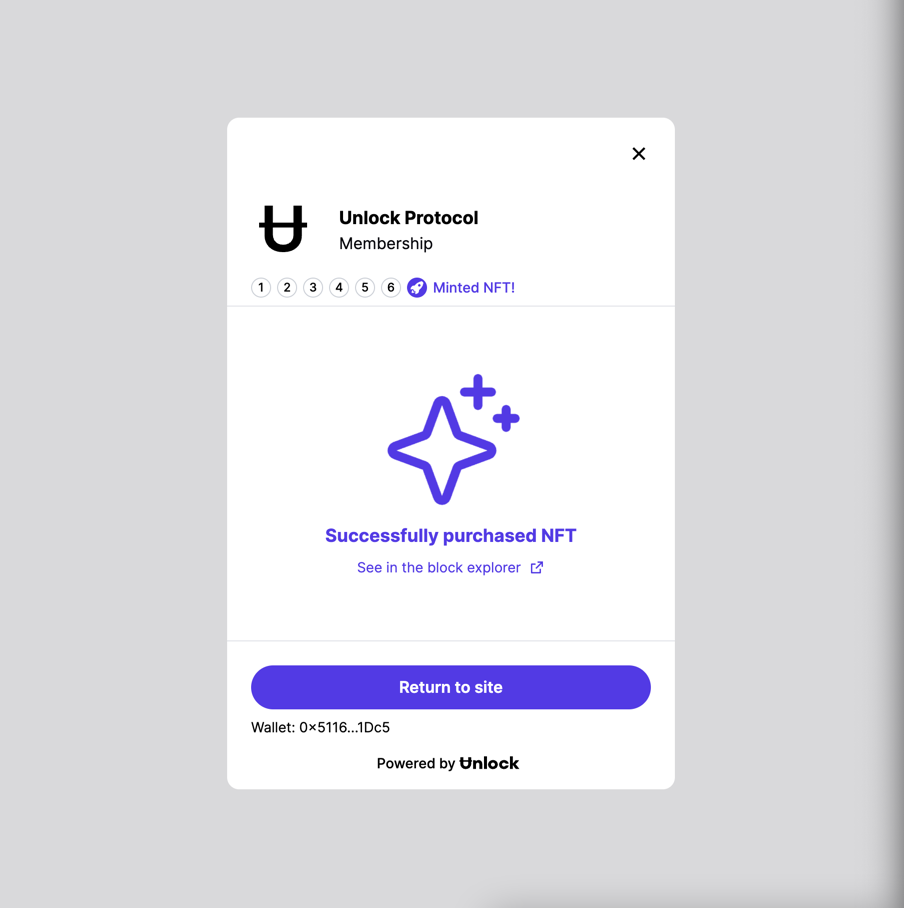 Unlock Protocol
Membership
1 2 3 4 5 6 Minted NFT!
Successfully purchased NFT
See in the block explorer
Return to site
Wallet: 0x5116...1Dc5
Powered by Unlock